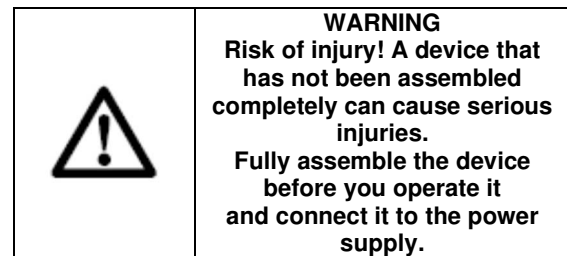 WARNING
Risk of injury! A device that
has not been assembled
completely can cause serious
injuries.
Fully assemble the device
before you operate it
and connect it to the power
supply.